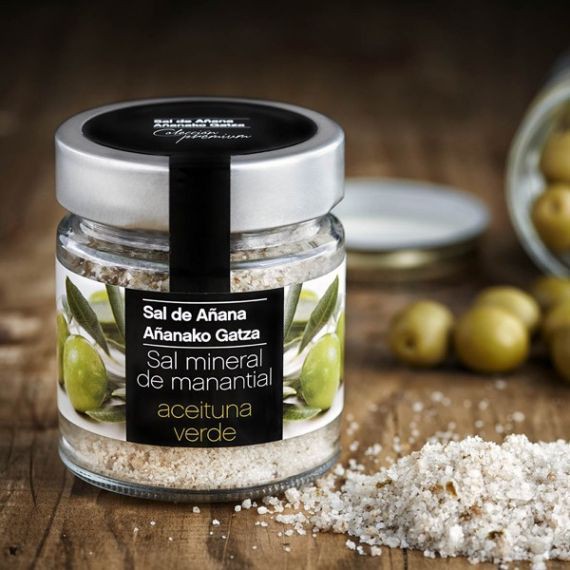 Sal de Añana
Añanako Gatza
Colección
premium
Sal de Añana
Añanako Gatza
Sal mineral
de manantial
aceituna
verde